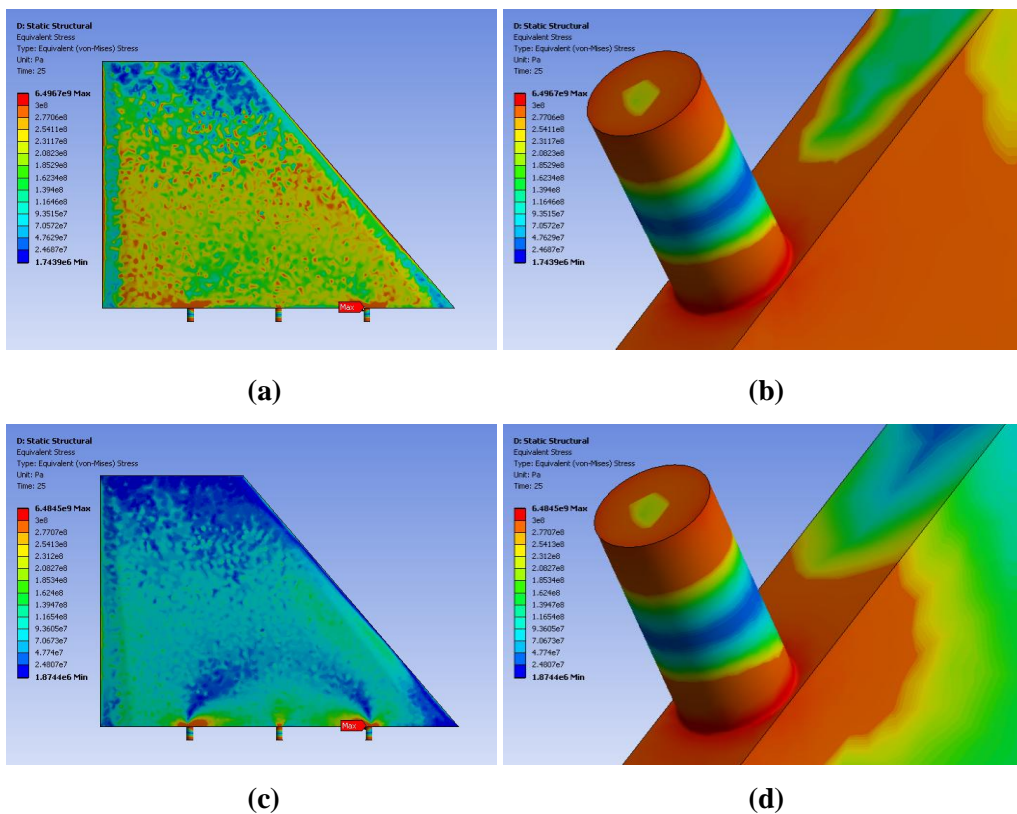 D: Static Structural
Equivalent Stress
Type: Equivalent (von-Mises) Stress
Unit: Pa
Time: 25
6.4967e9 Max
3e8
2.7706e8
2.5411e8
2.3117e8
2.0823e8
1.8529e8
1.6234e8
1.394e8
1.1646e8
9.3515e7
7.0572e7
4.7629e7
2.4687e7
1.7439e6 Min
Max
(a)
D: Static Structural
Equivalent Stress
Type: Equivalent (von-Mises) Stress
Unit: Pa
Time: 25
6.4967e9 Max
3e8
2.7706e8
2.5411e8
2.3117e8
2.0823e8
1.8529e8
1.6234e8
1.394e8
1.1646e8
9.3515e7
7.0572e7
4.7629e7
2.4687e7
1.7439e6 Min
(b)
D: Static Structural
Equivalent Stress
Type: Equivalent (von-Mises) Stress
Unit: Pa
Time: 25
6.4845e9 Max
3e8
2.7707e8
2.5413e8
2.312e8
2.0827e8
1.8534e8
1.624e8
1.3947e8
1.1654e8
9.3605e7
7.0673e7
4.774e7
2.4807e7
1.8744e6 Min
Max
(c)
D: Static Structural
Equivalent Stress
Type: Equivalent (von-Mises) Stress
Unit: Pa
Time: 25
6.4845e9 Max
3e8
2.7707e8
2.5413e8
2.312e8
2.0827e8
1.8534e8
1.624e8
1.3947e8
1.1654e8
9.3605e7
7.0673e7
4.774e7
2.4807e7
1.8744e6 Min
(d)